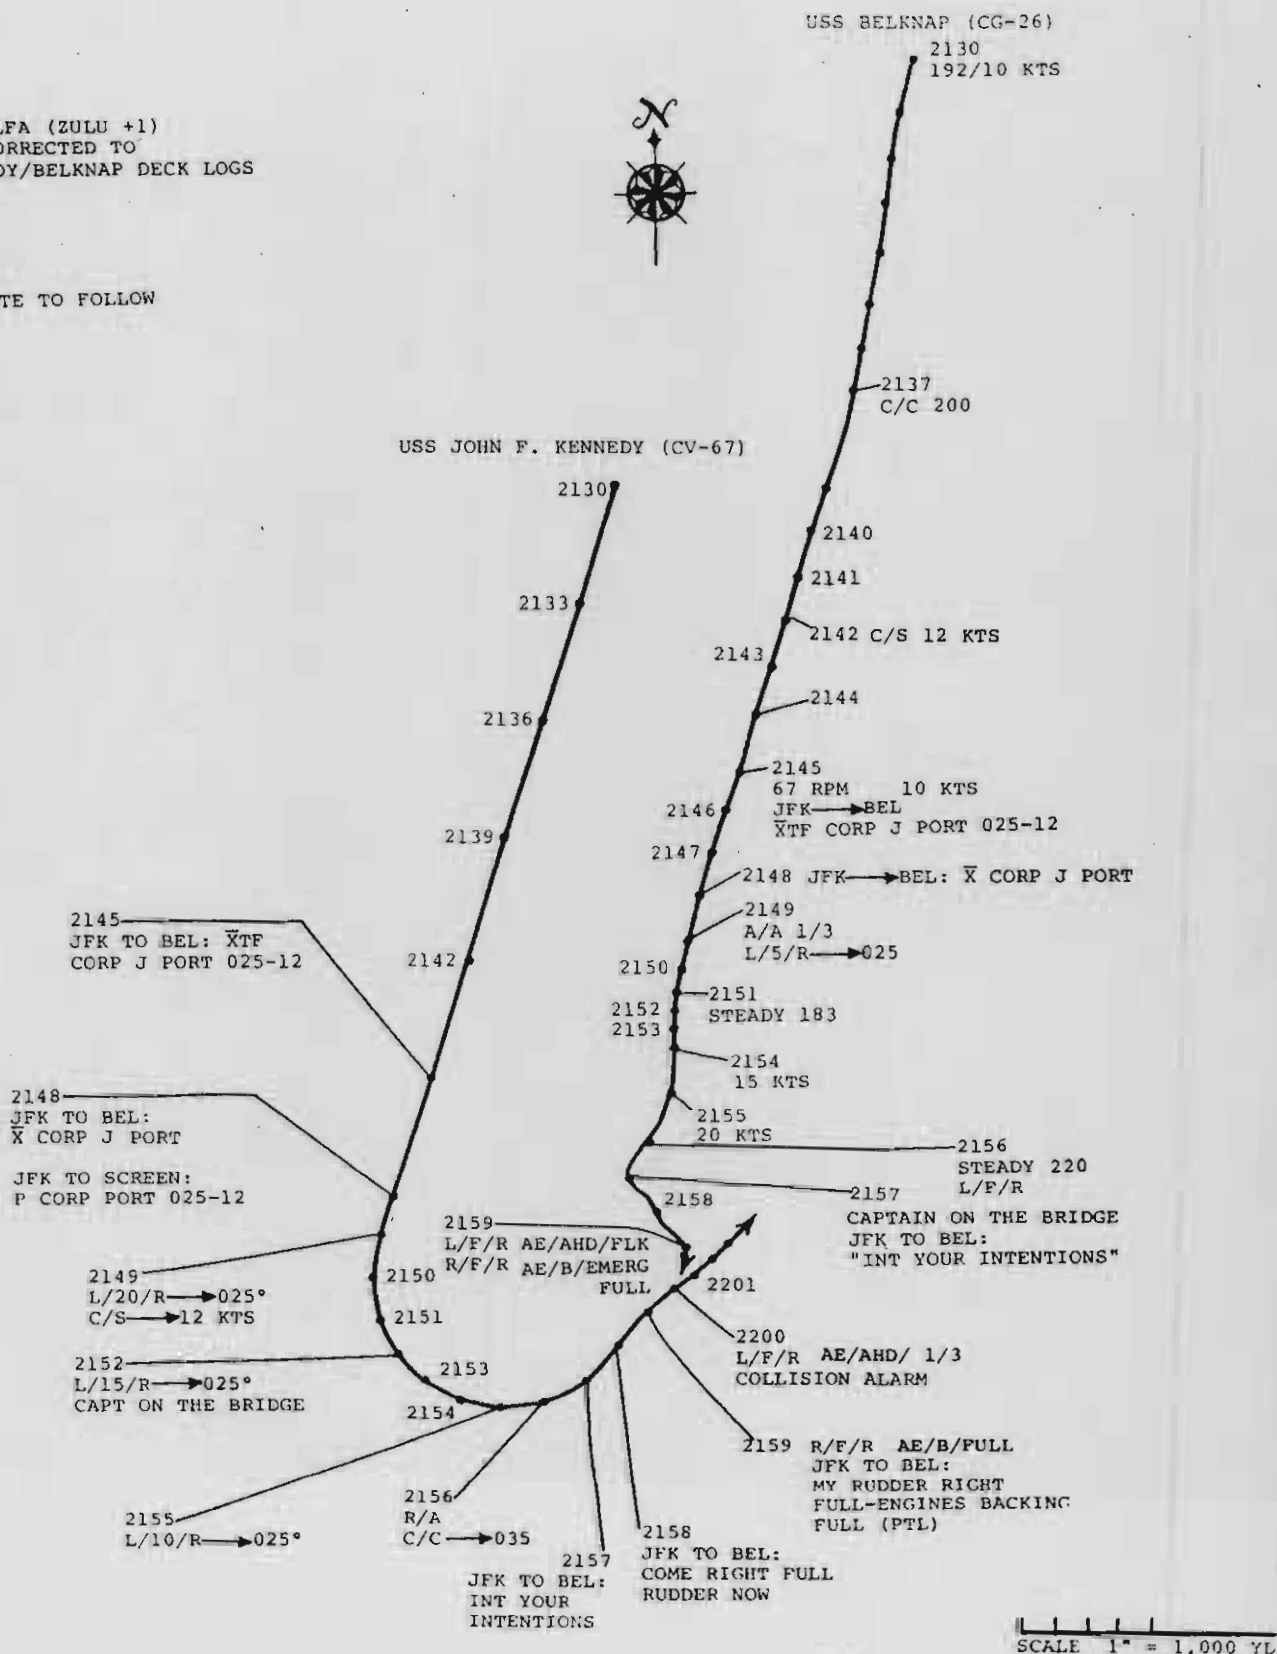 USS BELKNAP (CG-26)
2130
192/10 KTS
N
LFA (ZULU +1)
ORRECTED TO
DY/BELKNAP DECK LOGS
TE TO FOLLOW
2137
C/C 200
USS JOHN F. KENNEDY (CV-67)
2130
2140
2141
2133
2142 C/S 12 KTS
2143
2144
2136
2145
67 RPM 10 KTS
JFK→BEL
X̅TF CORP J PORT 025-12
2146
2139
2147
2148 JFK→BEL: X̅ CORP J PORT
2149
A/A 1/3
L/5/R→025
2145
JFK TO BEL: X̅TF
CORP J PORT 025-12
2142
2150
2151
STEADY 183
2152
2153
2154
15 KTS
2148
JFK TO BEL:
X̅ CORP J PORT
JFK TO SCREEN:
P CORP PORT 025-12
2155
20 KTS
2156
STEADY 220
L/F/R
2157
CAPTAIN ON THE BRIDGE
JFK TO BEL:
"INT YOUR INTENTIONS"
2158
2159
L/F/R AE/AHD/FLK
R/F/R AE/B/EMERG
FULL
2149
L/20/R→025°
C/S→12 KTS
2150
2151
2201
2200
L/F/R AE/AHD/ 1/3
COLLISION ALARM
2152
L/15/R→025°
CAPT ON THE BRIDGE
2153
2154
2159 R/F/R AE/B/FULL
JFK TO BEL:
MY RUDDER RIGHT
FULL-ENGINES BACKING
FULL (PTL)
2155
L/10/R→025°
2156
R/A
C/C→035
2157
JFK TO BEL:
INT YOUR
INTENTIONS
2158
JFK TO BEL:
COME RIGHT FULL
RUDDER NOW
SCALE 1" = 1,000 YD